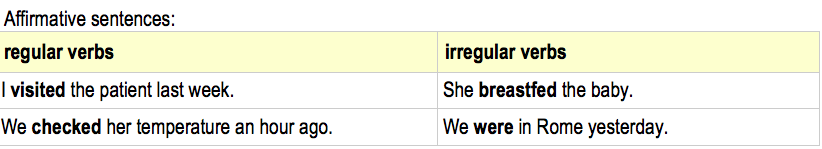 Affirmative sentences:
regular verbs irregular verbs
I visited the patient last week. She breastfed the baby.
We checked her temperature an hour ago. We were in Rome yesterday.